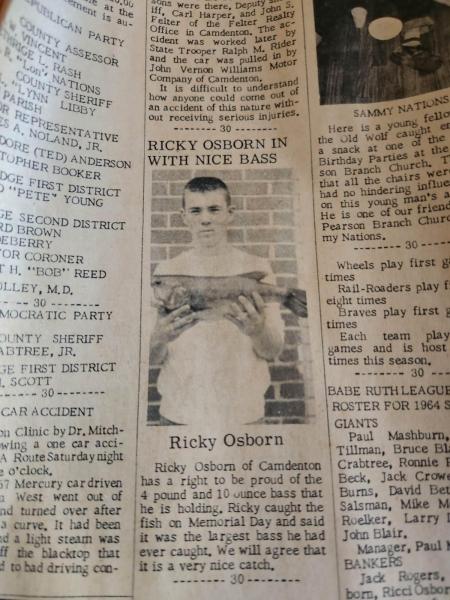 PUBLICAN PARTY
COUNTY ASSESSOR
VINCENT
L. RASH
"Lon" NATIONS
COUNTY SHERIFF
"LYNN LIBBY
PARISH
REPRESENTATIVE
S A. NOLAND, JR.
DORE (TED) ANDERSON
TOPHER BOOKER
DGE FIRST DISTRICT
"PETE" YOUNG
GE SECOND DISTRICT
RD BROWN
DEBERRY
OR CORONER
T H. "BOB" REED
OLLEY, M.D.
30
MOCRATIC PARTY
OUNTY SHERIFF
ABTREE, JR.
GE FIRST DISTRICT
SCOTT
30
CAR ACCIDENT
on Clinic by Dr. Mitch-
owing a one car acci-
A Route Saturday night
e o'clock.
57 Mercury car driven
West went out of
nd turned over after
a curve. It had been
nd a light steam was
ff the blacktop that
d to bad driving con-
sons were there, Deputy
iff, Carl Harper, and John S.
Felter of the Felter Realty
Office in Camdenton. The ac-
cident was worked later by
State Trooper Ralph M. Rider
and the car was pulled in by
John Vernon Williams Motor
Company of Camdenton.
It is difficult to understand
how anyone could come out of
an accident of this nature with-
out receiving serious injuries.
-------- 30 --------
RICKY OSBORN IN
WITH NICE BASS
Ricky Osborn
Ricky Osborn of Camdenton
has a right to be proud of the
4 pound and 10 ounce bass that
he is holding. Ricky caught the
fish on Memorial Day and said
it was the largest bass he had
ever caught. We will agree that
it is a very nice catch.
-------- 30 --------
SAMMY NATIONS
Here is a young fello
the Old Wolf caught en
a snack at one of the
Birthday Parties at the
son Branch Church. T
that all the chairs were
had no hindering influe
on this young man's a
He is one of our friend
Pearson Branch Churc
my Nations.
-------- 30 --------
Wheels play first g
times
Rail-Roaders play f
eight times
Braves play first g
times
Each team play
games and is host
times this season.
-------- 30 --------
BABE RUTH LEAGUE
ROSTER FOR 1964 S
GIANTS
Paul Mashburn,
Tillman, Bruce Bla
Crabtree, Ronnie F
Beck, Jack Crowe
Burns, David Bet
Salsman, Mike M
Roelker, Larry
John Blair.
Manager, Paul M
BANKERS
Jack Rogers,
born, Ricci Osbor